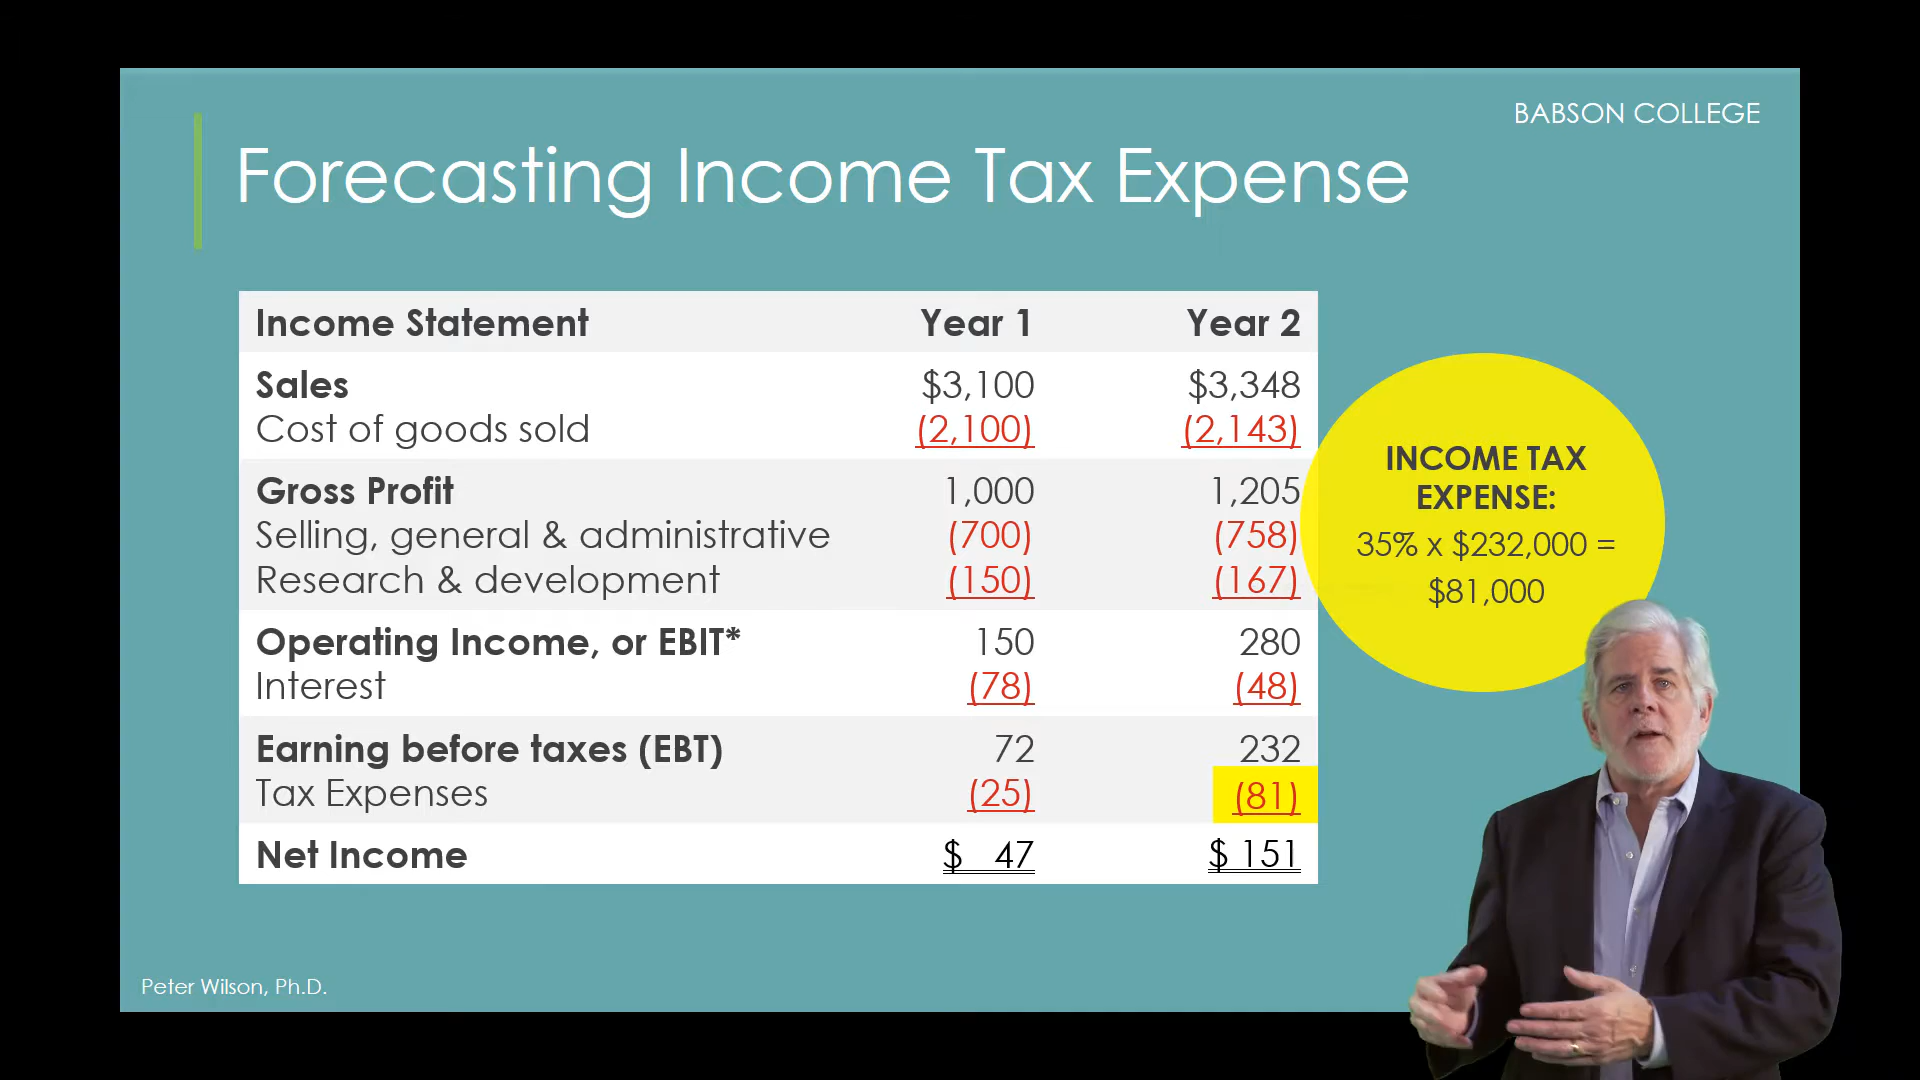 BABSON COLLEGE
Forecasting Income Tax Expense
Income Statement Year 1 Year 2
Sales $3,100 $3,348
Cost of goods sold (2,100) (2,143)
Gross Profit 1,000 1,205
Selling, general & administrative (700) (758)
Research & development (150) (167)
Operating Income, or EBIT* 150 280
Interest (78) (48)
Earning before taxes (EBT) 72 232
Tax Expenses (25) (81)
Net Income $ 47 $ 151
INCOME TAX
EXPENSE:
35% x $232,000 =
$81,000
Peter Wilson, Ph.D.